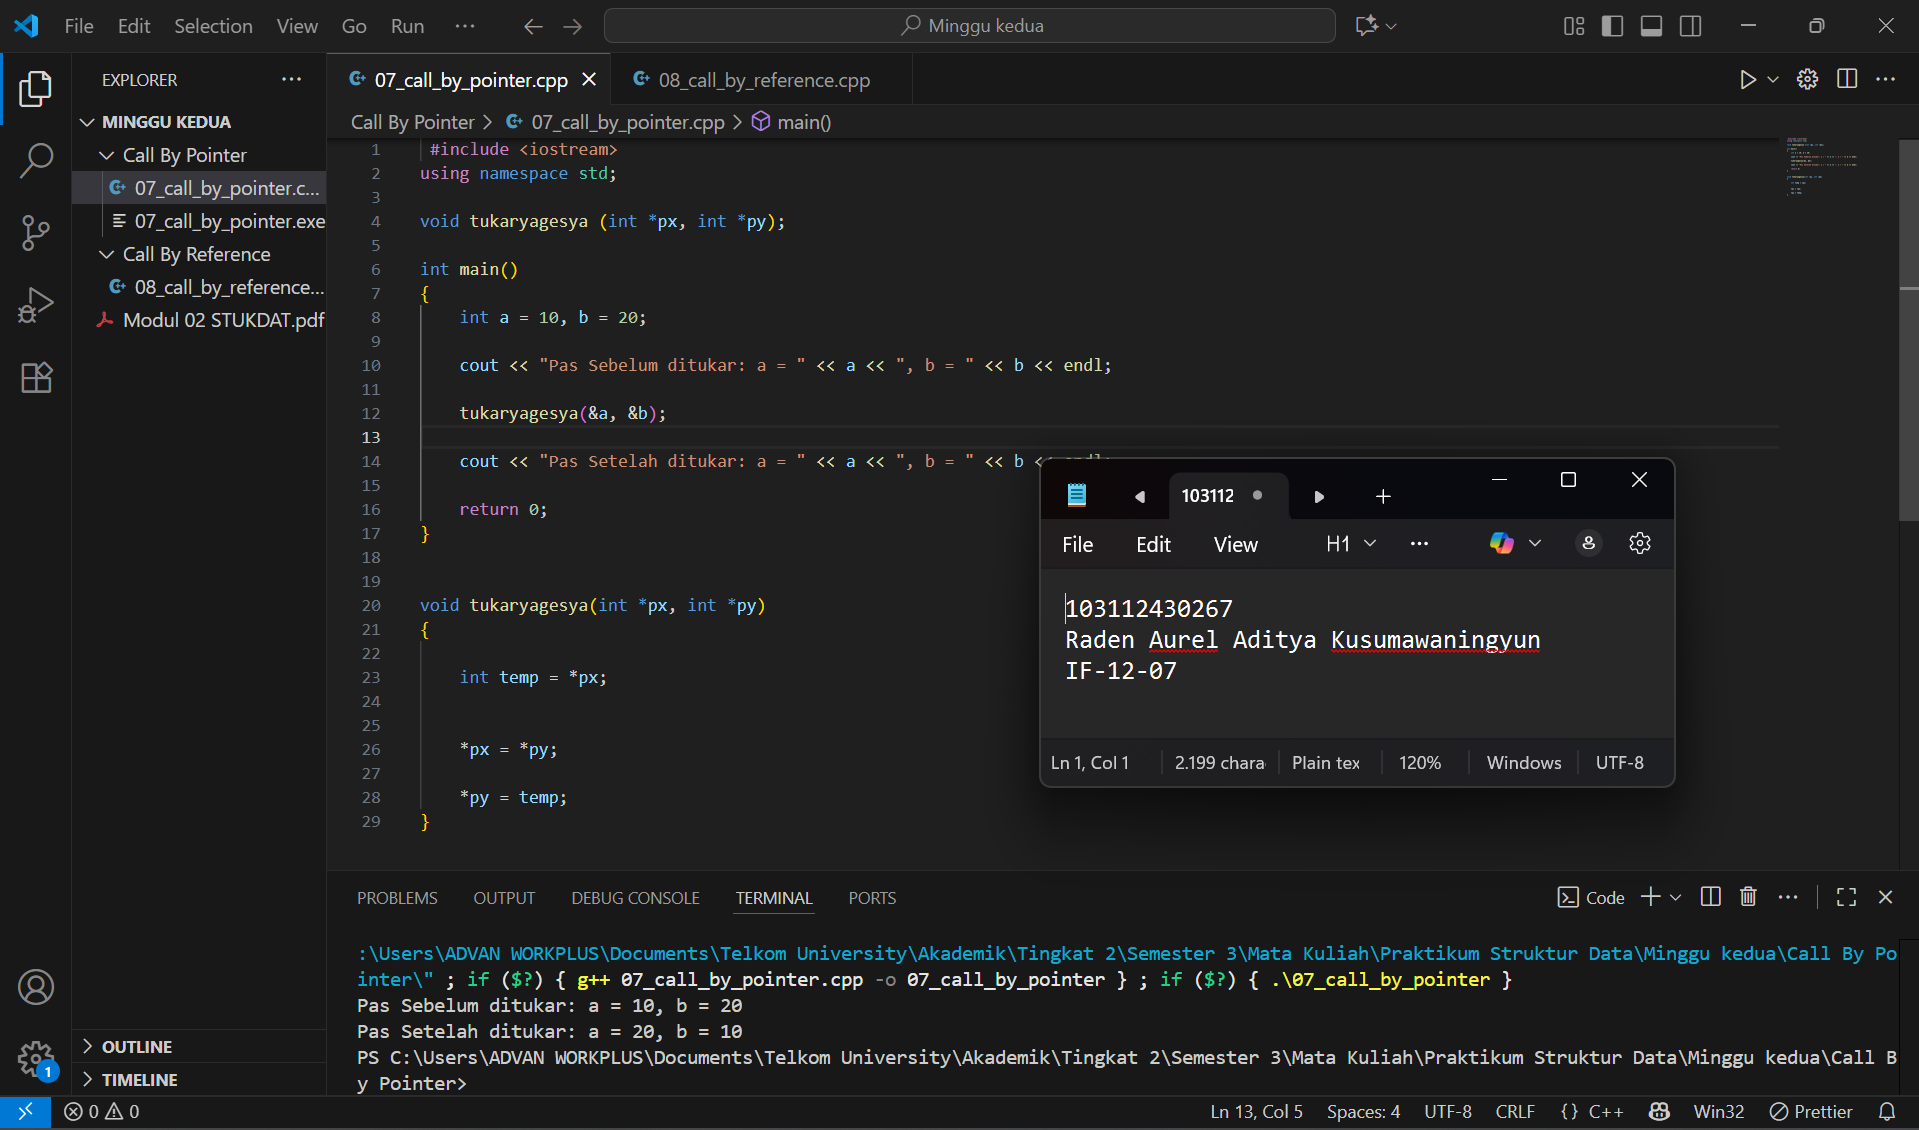 File Edit Selection View Go Run ··· Minggu kedua
EXPLORER ···
MINGGU KEDUA
Call By Pointer
07_call_by_pointer.c...
07_call_by_pointer.exe
Call By Reference
08_call_by_reference...
Modul 02 STUKDAT.pdf
OUTLINE
TIMELINE
07_call_by_pointer.cpp 08_call_by_reference.cpp
Call By Pointer > 07_call_by_pointer.cpp > main()
1 #include <iostream>
2 using namespace std;
3
4 void tukaryagesya (int *px, int *py);
5
6 int main()
7 {
8 int a = 10, b = 20;
9
10 cout << "Pas Sebelum ditukar: a = " << a << ", b = " << b << endl;
11
12 tukaryagesya(&a, &b);
13
14 cout << "Pas Setelah ditukar: a = " << a << ", b = " << b
15
16 return 0;
17 }
18
19
20 void tukaryagesya(int *px, int *py)
21 {
22
23 int temp = *px;
24
25
26 *px = *py;
27
28 *py = temp;
29 }
103112
File Edit View H1 ···
103112430267
Raden Aurel Aditya Kusumawaningyun
IF-12-07
Ln 1, Col 1 2.199 chara Plain tex 120% Windows UTF-8
PROBLEMS OUTPUT DEBUG CONSOLE TERMINAL PORTS Code
:\Users\ADVAN WORKPLUS\Documents\Telkom University\Akademik\Tingkat 2\Semester 3\Mata Kuliah\Praktikum Struktur Data\Minggu kedua\Call By Po
inter\" ; if ($?) { g++ 07_call_by_pointer.cpp -o 07_call_by_pointer } ; if ($?) { .\07_call_by_pointer }
Pas Sebelum ditukar: a = 10, b = 20
Pas Setelah ditukar: a = 20, b = 10
PS C:\Users\ADVAN WORKPLUS\Documents\Telkom University\Akademik\Tingkat 2\Semester 3\Mata Kuliah\Praktikum Struktur Data\Minggu kedua\Call B
y Pointer>
1
0 0 Ln 13, Col 5 Spaces: 4 UTF-8 CRLF {} C++ Win32 Prettier